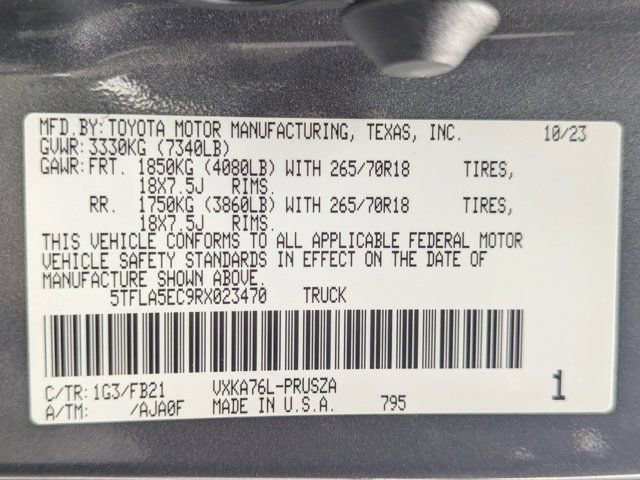 MFD.BY:TOYOTA MOTOR MANUFACTURING, TEXAS, INC. 10/23
GVWR:3330KG (7340LB)
GAWR:FRT. 1850KG (4080LB) WITH 265/70R18 TIRES,
18X7.5J RIMS.
RR. 1750KG (3860LB) WITH 265/70R18 TIRES,
18X7.5J RIMS.
THIS VEHICLE CONFORMS TO ALL APPLICABLE FEDERAL MOTOR
VEHICLE SAFETY STANDARDS IN EFFECT ON THE DATE OF
MANUFACTURE SHOWN ABOVE.
5TFLA5EC9RX023470 TRUCK
C/TR:1G3/FB21 VXKA76L-PRUSZA 1
A/TM: /AJA0F MADE IN U.S.A. 795